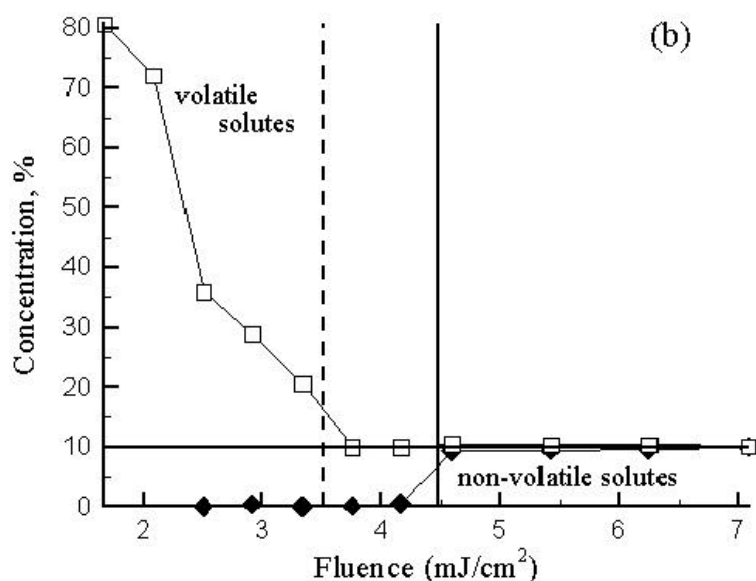 (b)
80
70
60
50
40
30
20
10
0
Concentration, %
volatile
solutes
non-volatile solutes
2 3 4 5 6 7
Fluence (mJ/cm²)